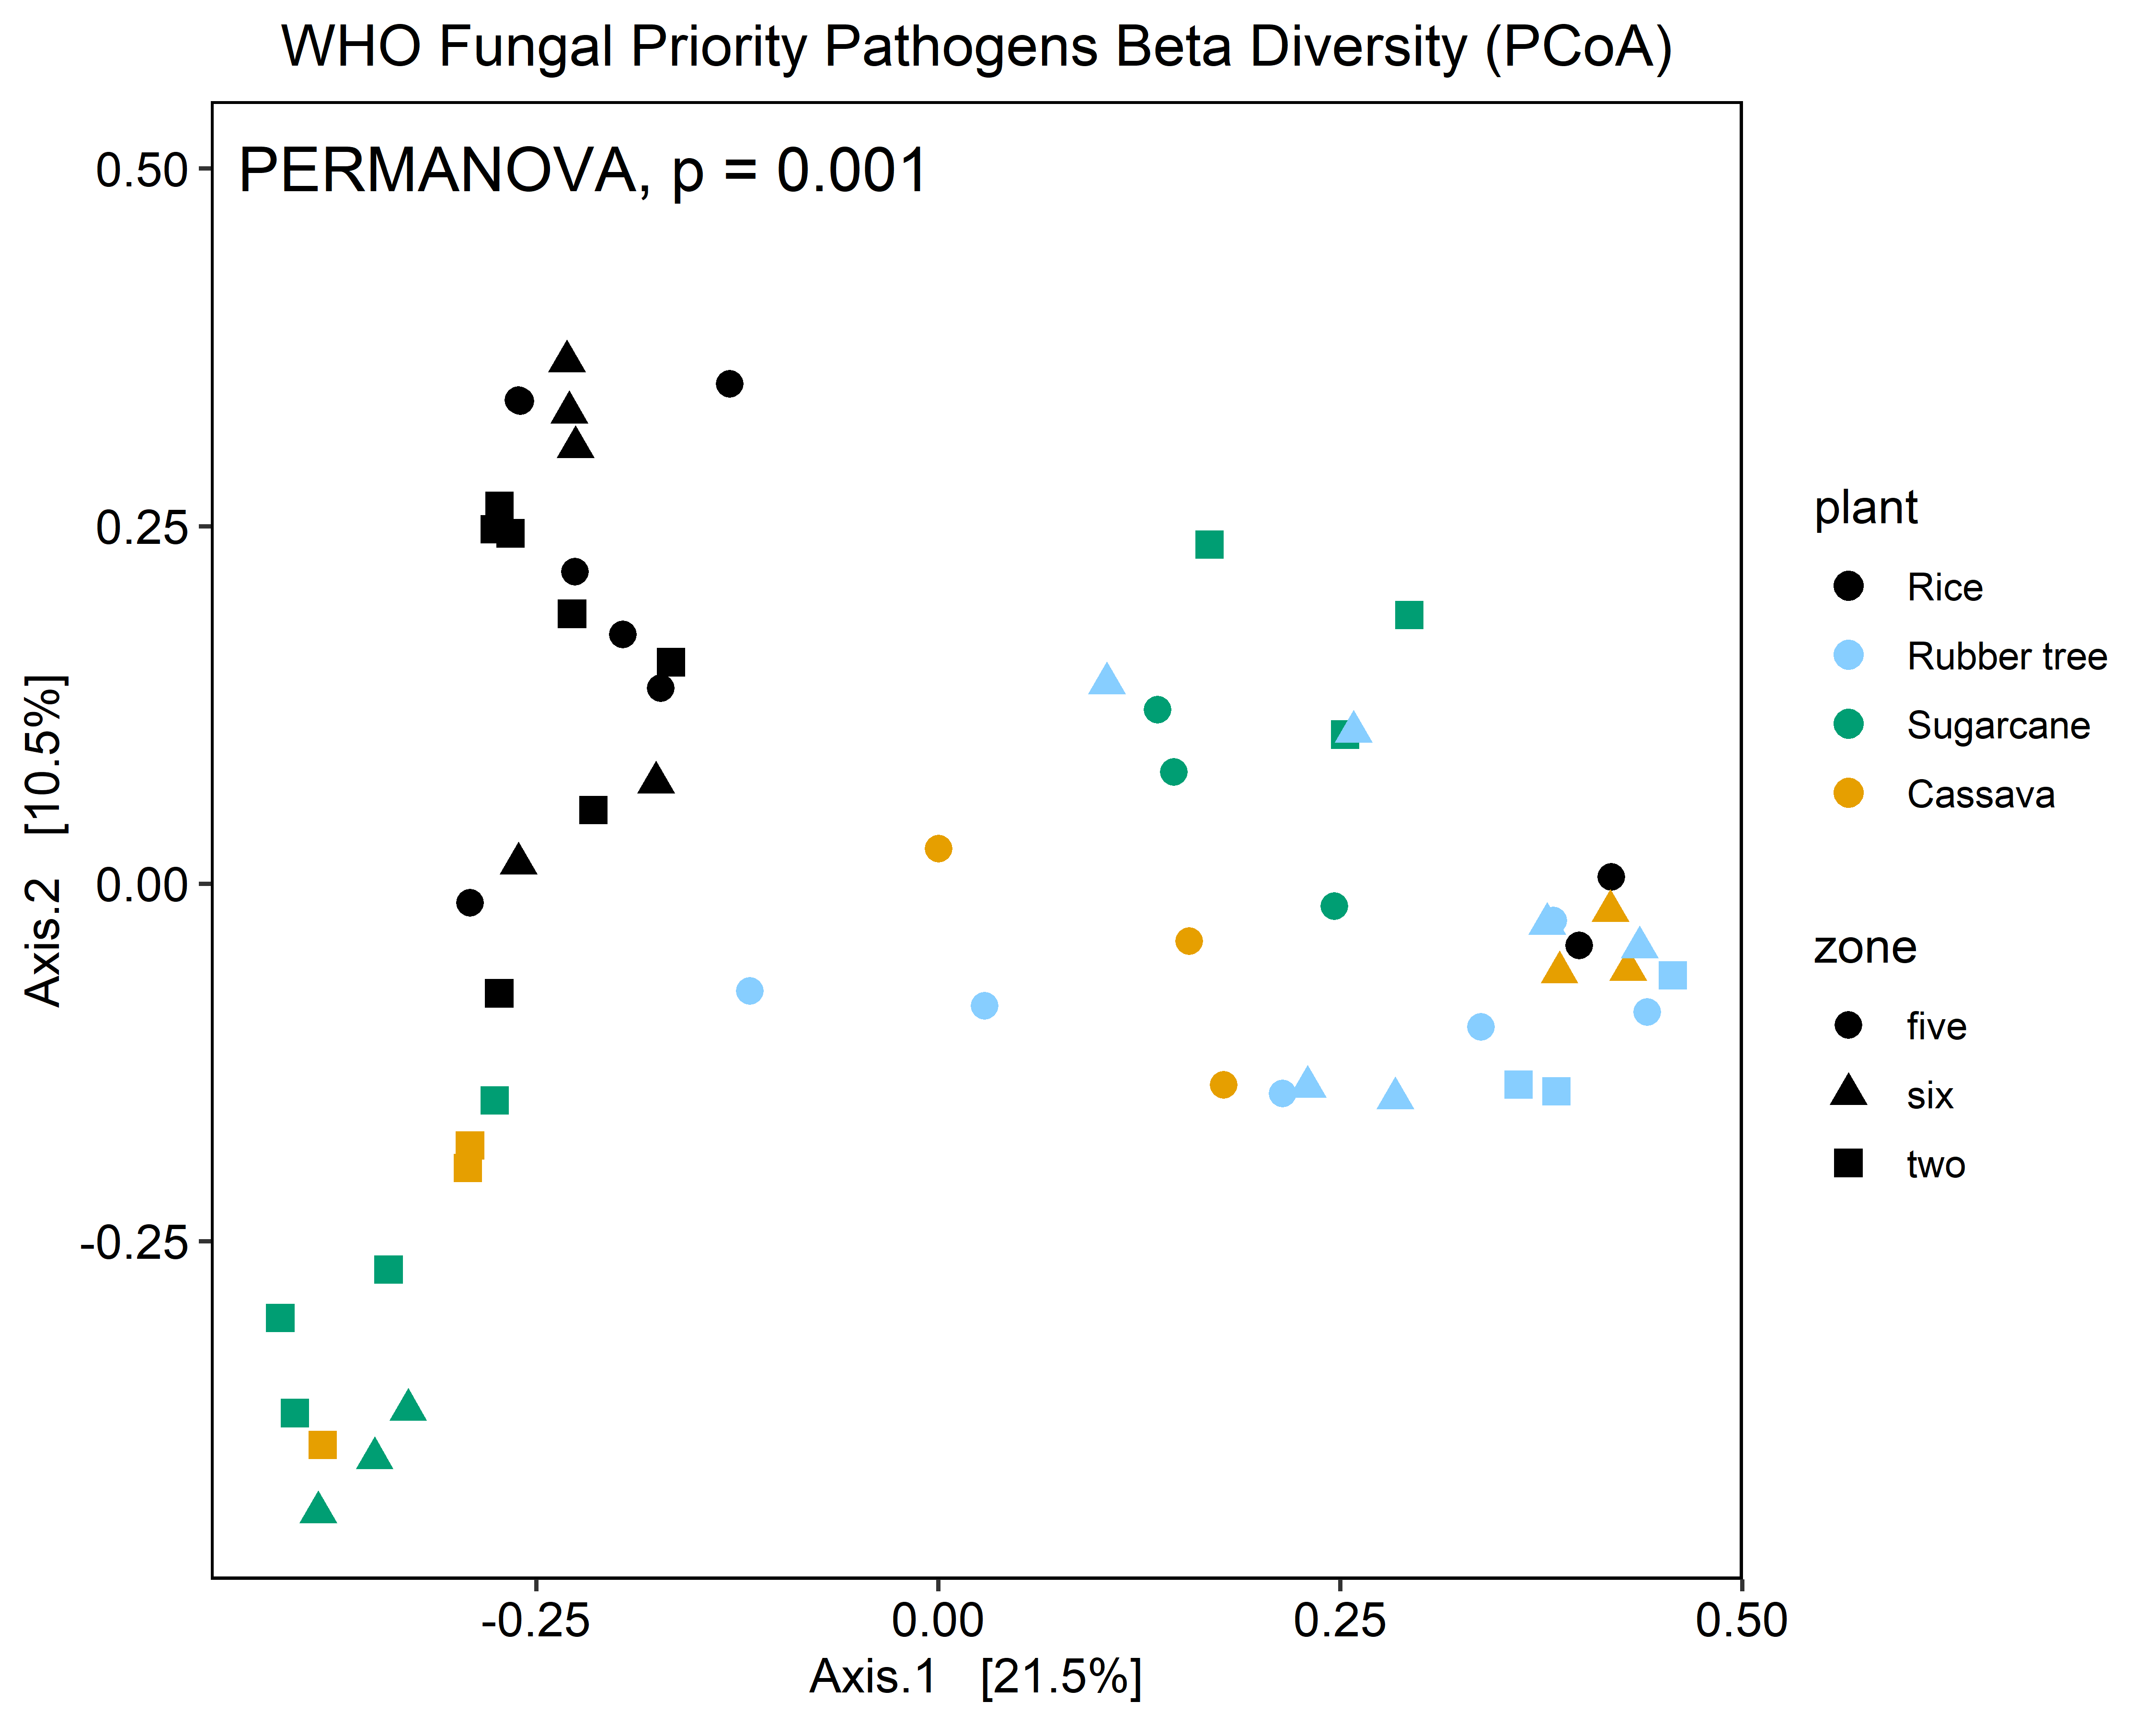 WHO Fungal Priority Pathogens Beta Diversity (PCoA)
PERMANOVA, p = 0.001
0.50
0.25
0.00
-0.25
Axis.2 [10.5%]
-0.25
0.00
0.25
0.50
Axis.1 [21.5%]
plant
Rice
Rubber tree
Sugarcane
Cassava
zone
five
six
two